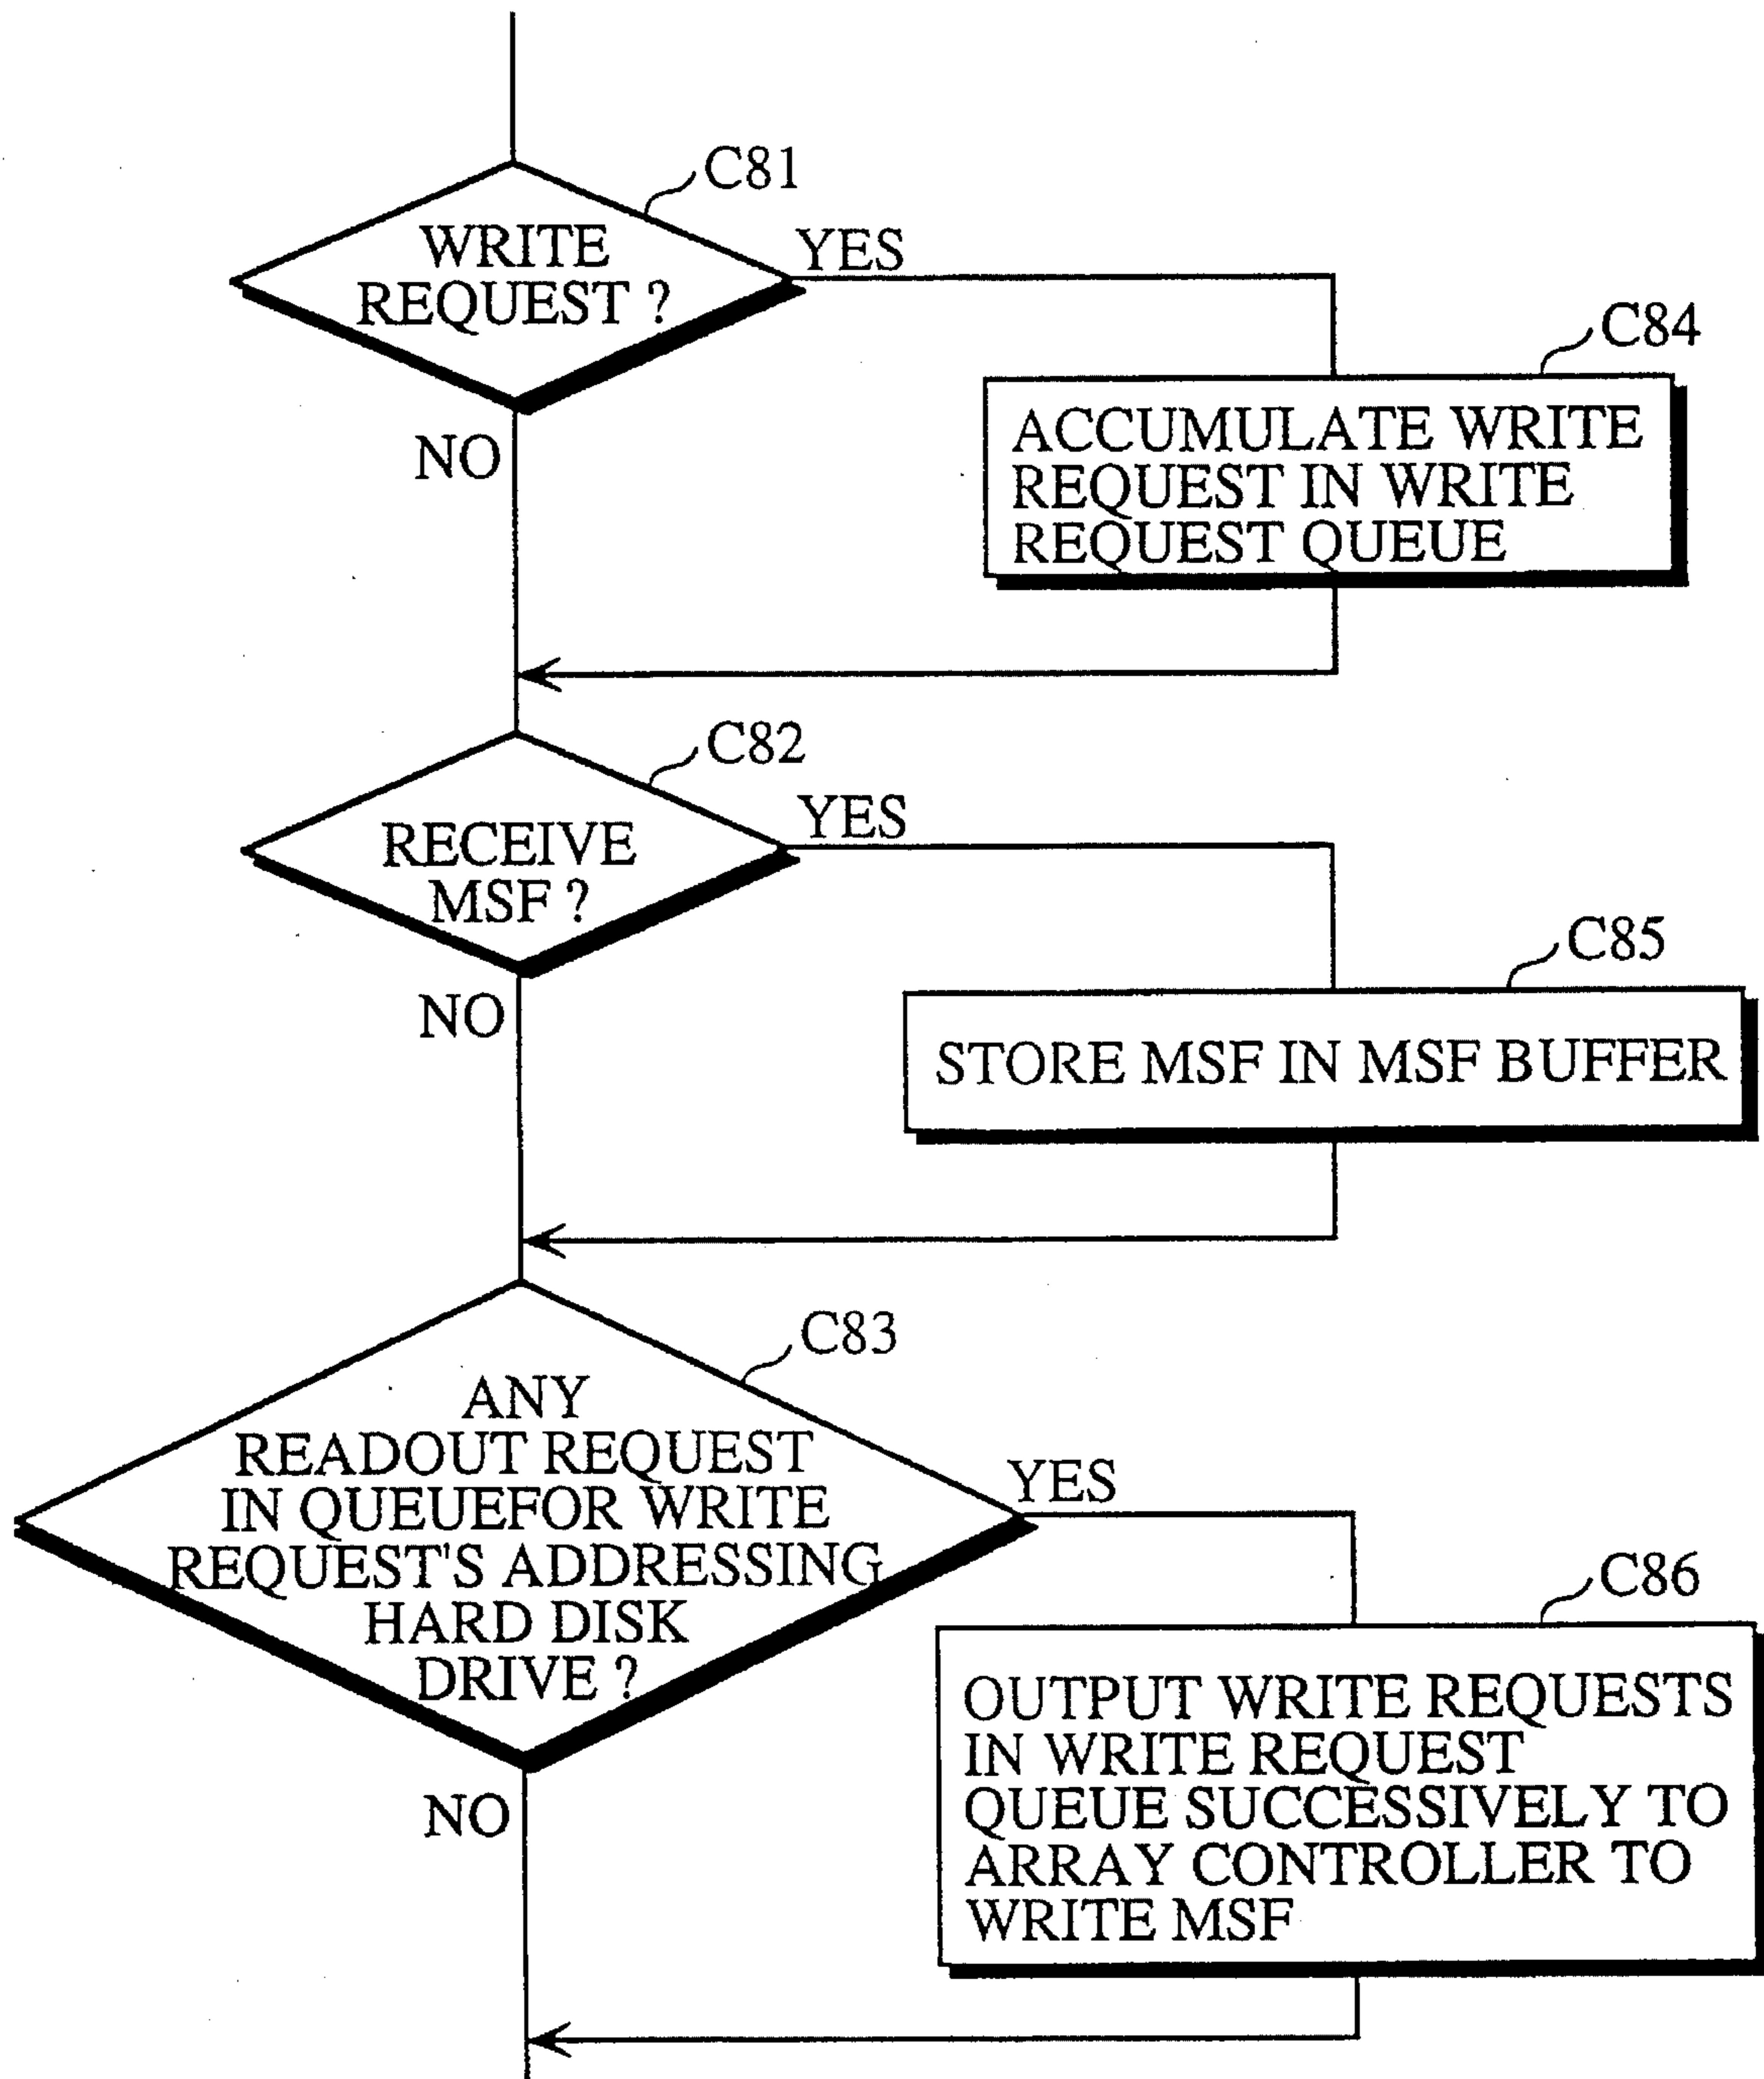 C81
WRITE
REQUEST ?
YES
NO
C84
ACCUMULATE WRITE
REQUEST IN WRITE
REQUEST QUEUE
C82
RECEIVE
MSF ?
YES
NO
C85
STORE MSF IN MSF BUFFER
C83
ANY
READOUT REQUEST
IN QUEUEFOR WRITE
REQUEST'S ADDRESSING
HARD DISK
DRIVE ?
YES
NO
C86
OUTPUT WRITE REQUESTS
IN WRITE REQUEST
QUEUE SUCCESSIVELY TO
ARRAY CONTROLLER TO
WRITE MSF